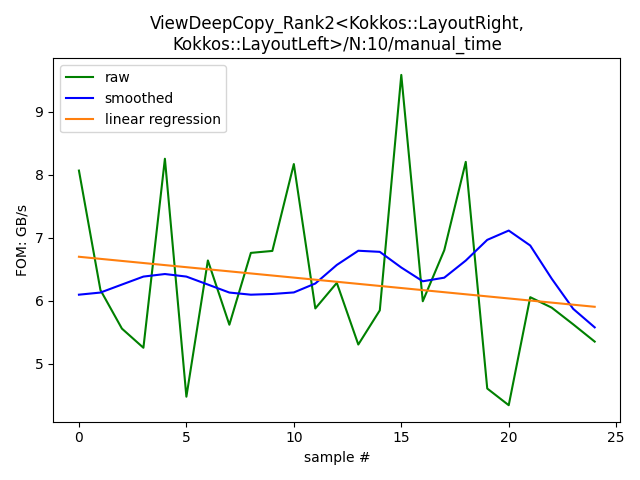 ViewDeepCopy_Rank2<Kokkos::LayoutRight,
Kokkos::LayoutLeft>/N:10/manual_time
raw
smoothed
linear regression
FOM: GB/s
9
8
7
6
5
0
5
10
15
20
25
sample #